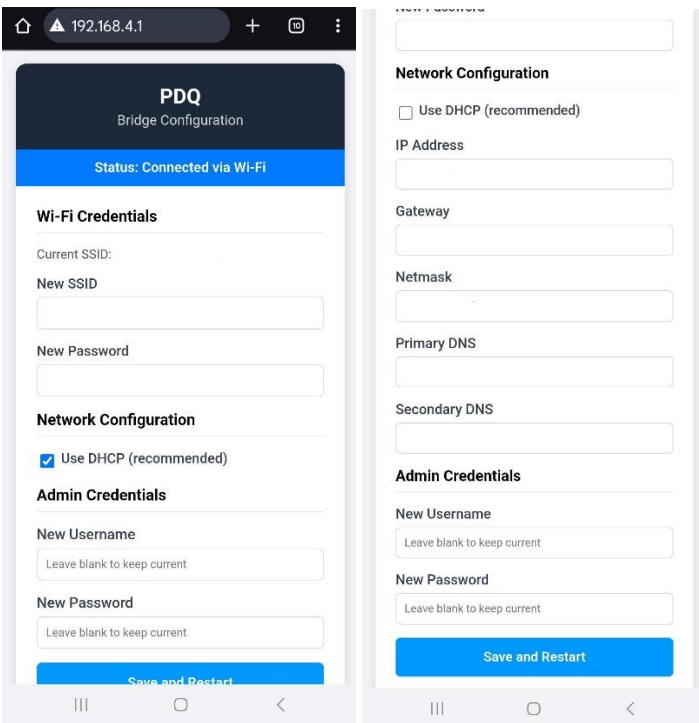 192.168.4.1
10
PDQ
Bridge Configuration
Status: Connected via Wi-Fi
Wi-Fi Credentials
Current SSID:
New SSID
New Password
Network Configuration
Use DHCP (recommended)
Admin Credentials
New Username
Leave blank to keep current
New Password
Leave blank to keep current
Save and Restart
New Password
Network Configuration
Use DHCP (recommended)
IP Address
Gateway
Netmask
Primary DNS
Secondary DNS
Admin Credentials
New Username
Leave blank to keep current
New Password
Leave blank to keep current
Save and Restart